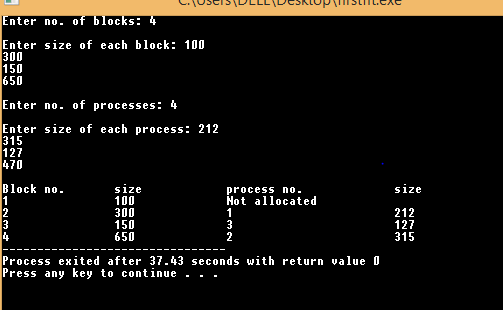 C:\Users\DELL\Desktop\firstfit.exe
Enter no. of blocks: 4
Enter size of each block: 100
300
150
650
Enter no. of processes: 4
Enter size of each process: 212
315
127
470
Block no. size process no. size
1 100 Not allocated
2 300 1 212
3 150 3 127
4 650 2 315
--------------------------------
Process exited after 37.43 seconds with return value 0
Press any key to continue . . .